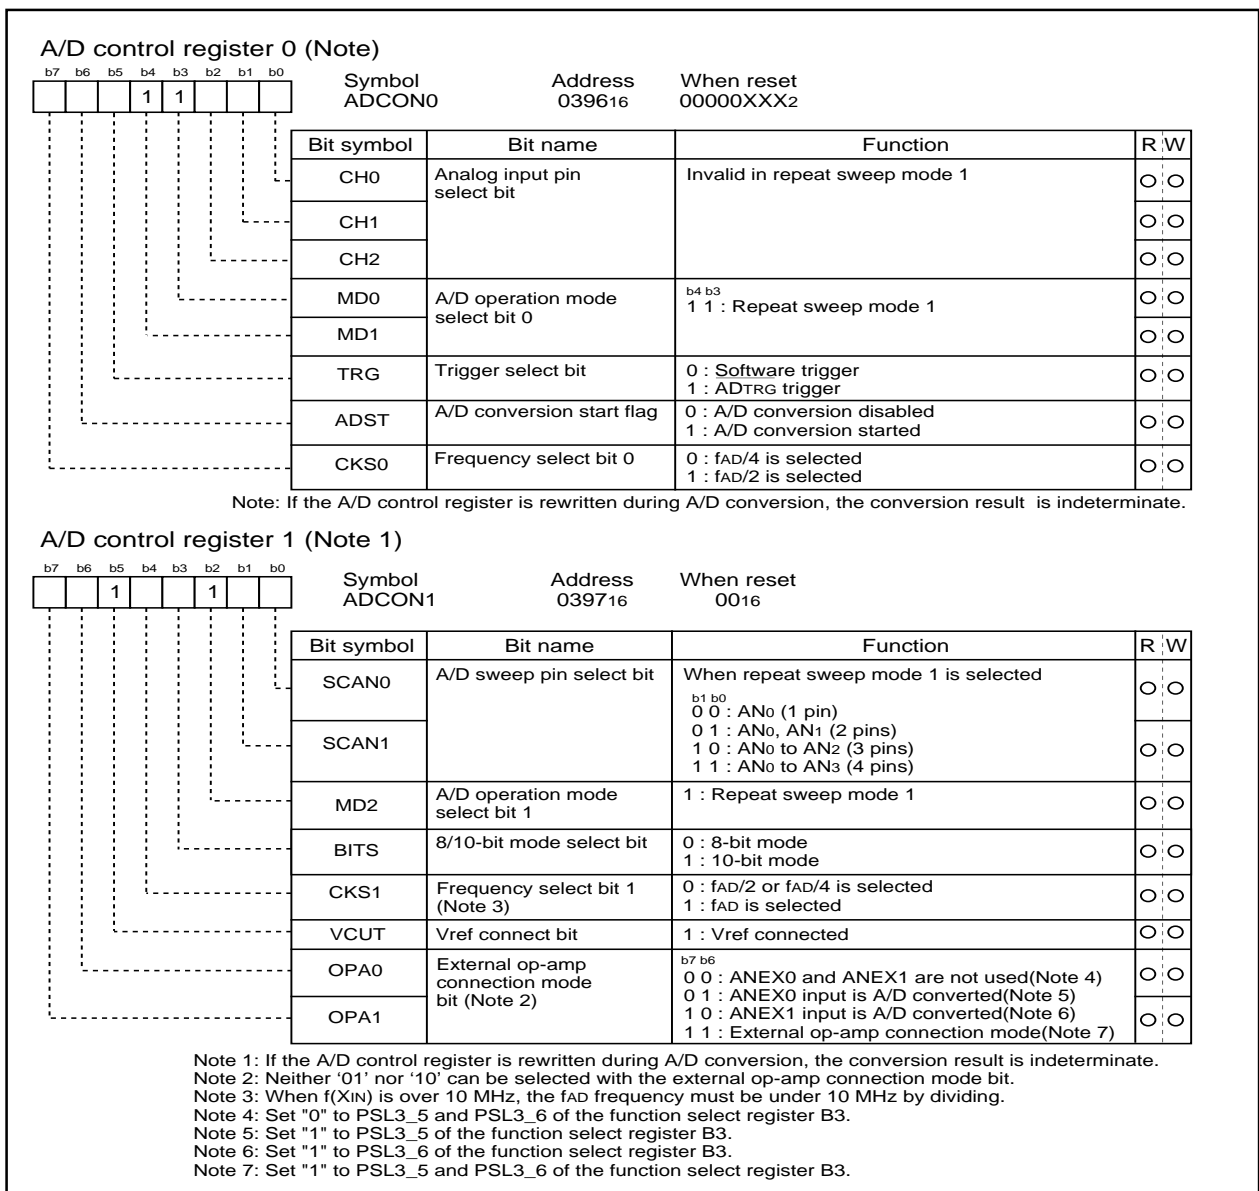 A/D control register 0 (Note)
b7 b6 b5 b4 b3 b2 b1 b0
1 1
Symbol Address When reset
ADCON0 039616 00000XXX2
Bit symbol Bit name Function R W
CH0 Analog input pin select bit Invalid in repeat sweep mode 1
CH1
CH2
MD0 A/D operation mode select bit 0 b4 b3
1 1 : Repeat sweep mode 1
MD1
TRG Trigger select bit 0 : Software trigger
1 : ADTRG trigger
ADST A/D conversion start flag 0 : A/D conversion disabled
1 : A/D conversion started
CKS0 Frequency select bit 0 0 : fAD/4 is selected
1 : fAD/2 is selected
Note: If the A/D control register is rewritten during A/D conversion, the conversion result is indeterminate.
A/D control register 1 (Note 1)
b7 b6 b5 b4 b3 b2 b1 b0
1 1
Symbol Address When reset
ADCON1 039716 0016
Bit symbol Bit name Function R W
SCAN0 A/D sweep pin select bit When repeat sweep mode 1 is selected
b1 b0
0 0 : AN0 (1 pin)
0 1 : AN0, AN1 (2 pins)
SCAN1 1 0 : AN0 to AN2 (3 pins)
1 1 : AN0 to AN3 (4 pins)
MD2 A/D operation mode select bit 1 1 : Repeat sweep mode 1
BITS 8/10-bit mode select bit 0 : 8-bit mode
1 : 10-bit mode
CKS1 Frequency select bit 1 (Note 3) 0 : fAD/2 or fAD/4 is selected
1 : fAD is selected
VCUT Vref connect bit 1 : Vref connected
OPA0 External op-amp connection mode bit (Note 2) b7 b6
0 0 : ANEX0 and ANEX1 are not used(Note 4)
0 1 : ANEX0 input is A/D converted(Note 5)
OPA1 1 0 : ANEX1 input is A/D converted(Note 6)
1 1 : External op-amp connection mode(Note 7)
Note 1: If the A/D control register is rewritten during A/D conversion, the conversion result is indeterminate.
Note 2: Neither ‘01’ nor ‘10’ can be selected with the external op-amp connection mode bit.
Note 3: When f(XIN) is over 10 MHz, the fAD frequency must be under 10 MHz by dividing.
Note 4: Set "0" to PSL3_5 and PSL3_6 of the function select register B3.
Note 5: Set "1" to PSL3_5 of the function select register B3.
Note 6: Set "1" to PSL3_6 of the function select register B3.
Note 7: Set "1" to PSL3_5 and PSL3_6 of the function select register B3.